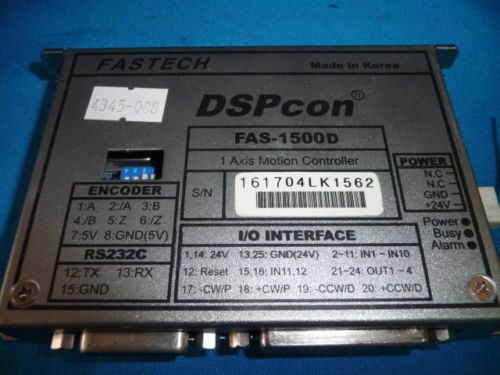 FASTECH
Made in Korea
4345-008
DSPcon®
FAS-1500D
1 Axis Motion Controller
S/N
161704LK1562
POWER
N.C
N.C
GND
+24V
Power
Busy
Alarm
ENCODER
1:A 2:/A 3:B
4:/B 5:Z 6:/Z
7:5V 8:GND(5V)
RS232C
12:TX 13:RX
15:GND
I/O INTERFACE
1,14: 24V 13,25: GND(24V) 2~11: IN1 ~ IN10
12: Reset 15,16: IN11,12 21~24: OUT1 ~ 4
17: -CW/P 18: +CW/P 19: -CCW/D 20: +CCW/D